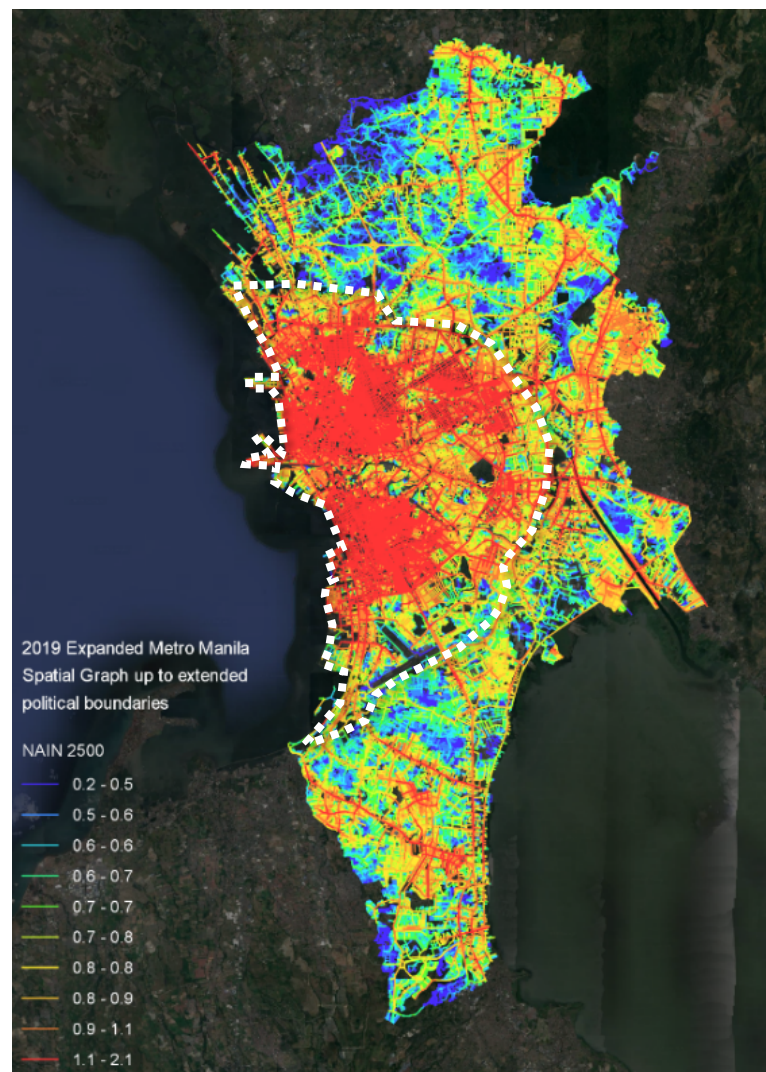 2019 Expanded Metro Manila
Spatial Graph up to extended
political boundaries
NAIN 2500
0.2 - 0.5
0.5 - 0.6
0.6 - 0.6
0.6 - 0.7
0.7 - 0.7
0.7 - 0.8
0.8 - 0.8
0.8 - 0.9
0.9 - 1.1
1.1 - 2.1